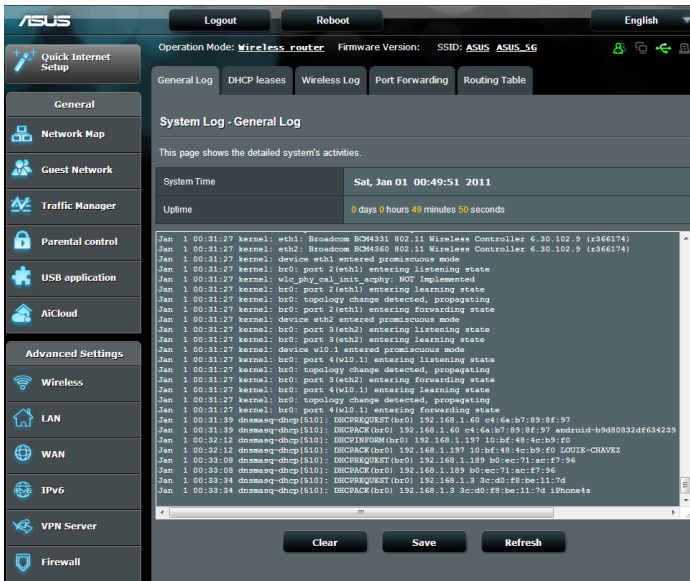 ASUS
Logout
Reboot
English
Quick Internet Setup
Operation Mode: Wireless router Firmware Version: SSID: ASUS ASUS_5G
General
Network Map
Guest Network
Traffic Manager
Parental control
USB application
AiCloud
Advanced Settings
Wireless
LAN
WAN
IPv6
VPN Server
Firewall
General Log
DHCP leases
Wireless Log
Port Forwarding
Routing Table
System Log - General Log
This page shows the detailed system's activities.
System Time Sat, Jan 01 00:49:51 2011
Uptime 0 days 0 hours 49 minutes 50 seconds
Jan 1 00:31:27 kernel: eth1: Broadcom BCM4331 802.11 Wireless Controller 6.30.102.9 (r366174)
Jan 1 00:31:27 kernel: eth2: Broadcom BCM4360 802.11 Wireless Controller 6.30.102.9 (r366174)
Jan 1 00:31:27 kernel: device eth1 entered promiscuous mode
Jan 1 00:31:27 kernel: br0: port 2(eth1) entering listening state
Jan 1 00:31:27 kernel: wlc_phy_cal_init_acphy: NOT Implemented
Jan 1 00:31:27 kernel: br0: port 2(eth1) entering learning state
Jan 1 00:31:27 kernel: br0: topology change detected, propagating
Jan 1 00:31:27 kernel: br0: port 2(eth1) entering forwarding state
Jan 1 00:31:27 kernel: device eth2 entered promiscuous mode
Jan 1 00:31:27 kernel: br0: port 3(eth2) entering listening state
Jan 1 00:31:27 kernel: br0: port 3(eth2) entering learning state
Jan 1 00:31:27 kernel: device wl0.1 entered promiscuous mode
Jan 1 00:31:27 kernel: br0: port 4(wl0.1) entering listening state
Jan 1 00:31:27 kernel: br0: topology change detected, propagating
Jan 1 00:31:27 kernel: br0: port 3(eth2) entering forwarding state
Jan 1 00:31:27 kernel: br0: port 4(wl0.1) entering learning state
Jan 1 00:31:27 kernel: br0: topology change detected, propagating
Jan 1 00:31:27 kernel: br0: port 4(wl0.1) entering forwarding state
Jan 1 00:31:39 dnsmasq-dhcp[510]: DHCPREQUEST(br0) 192.168.1.60 c4:6a:b7:89:8f:97
Jan 1 00:31:39 dnsmasq-dhcp[510]: DHCPACK(br0) 192.168.1.60 c4:6a:b7:89:8f:97 android-b9d80832df634239
Jan 1 00:32:12 dnsmasq-dhcp[510]: DHCPINFORM(br0) 192.168.1.197 10:bf:48:4c:b9:f0
Jan 1 00:32:12 dnsmasq-dhcp[510]: DHCPACK(br0) 192.168.1.197 10:bf:48:4c:b9:f0 LOUIE-CHAVEZ
Jan 1 00:33:08 dnsmasq-dhcp[510]: DHCPREQUEST(br0) 192.168.1.189 b0:ec:71:ac:f7:96
Jan 1 00:33:08 dnsmasq-dhcp[510]: DHCPACK(br0) 192.168.1.189 b0:ec:71:ac:f7:96
Jan 1 00:33:34 dnsmasq-dhcp[510]: DHCPREQUEST(br0) 192.168.1.3 3c:d0:f8:be:11:7d
Jan 1 00:33:34 dnsmasq-dhcp[510]: DHCPACK(br0) 192.168.1.3 3c:d0:f8:be:11:7d iPhone4s
Clear
Save
Refresh